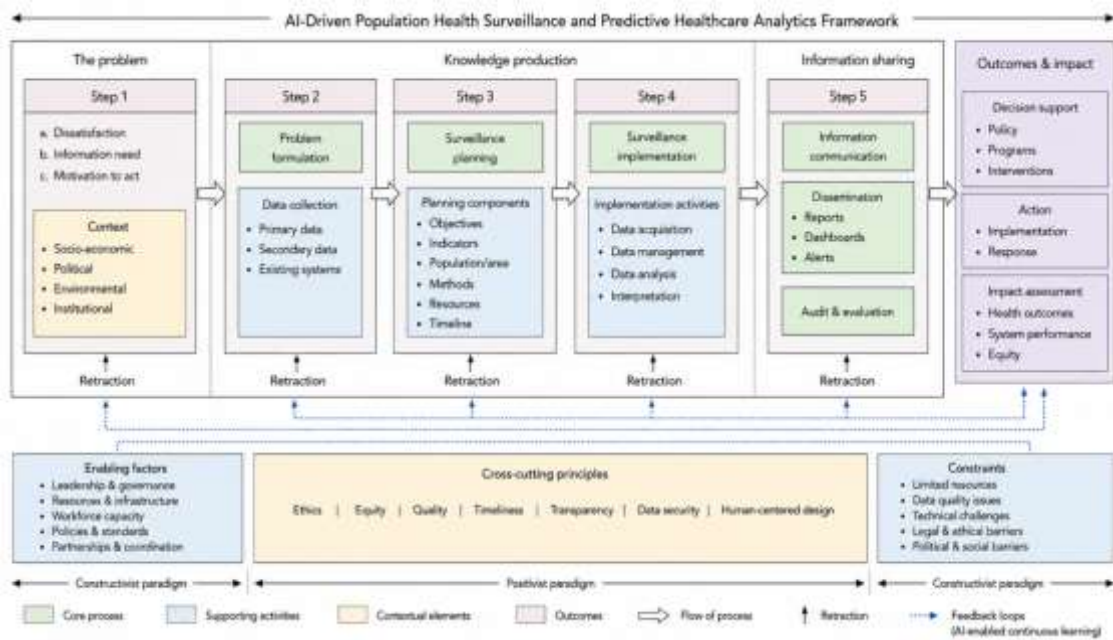 AI-Driven Population Health Surveillance and Predictive Healthcare Analytics Framework
The problem
Step 1
a. Dissatisfaction
b. Information need
c. Motivation to act
Context
• Socio-economic
• Political
• Environmental
• Institutional
Retraction
Knowledge production
Step 2
Problem
formulation
Data collection
• Primary data
• Secondary data
• Existing systems
Retraction
Step 3
Surveillance
planning
Planning components
• Objectives
• Indicators
• Population/area
• Methods
• Resources
• Timeline
Retraction
Step 4
Surveillance
implementation
Implementation activities
• Data acquisition
• Data management
• Data analysis
• Interpretation
Retraction
Information sharing
Step 5
Information
communication
Dissemination
• Reports
• Dashboards
• Alerts
Audit & evaluation
Retraction
Outcomes & impact
Decision support
• Policy
• Programs
• Interventions
Action
• Implementation
• Response
Impact assessment
• Health outcomes
• System performance
• Equity
Enabling factors
• Leadership & governance
• Resources & infrastructure
• Workforce capacity
• Policies & standards
• Partnerships & coordination
Cross-cutting principles
Ethics | Equity | Quality | Timeliness | Transparency | Data security | Human-centered design
Constraints
• Limited resources
• Data quality issues
• Technical challenges
• Legal & ethical barriers
• Political & social barriers
Constructivist paradigm
Positivist paradigm
Constructivist paradigm
Core process
Supporting activities
Contextual elements
Outcomes
Flow of process
Retraction
Feedback loops
(AI-enabled continuous learning)